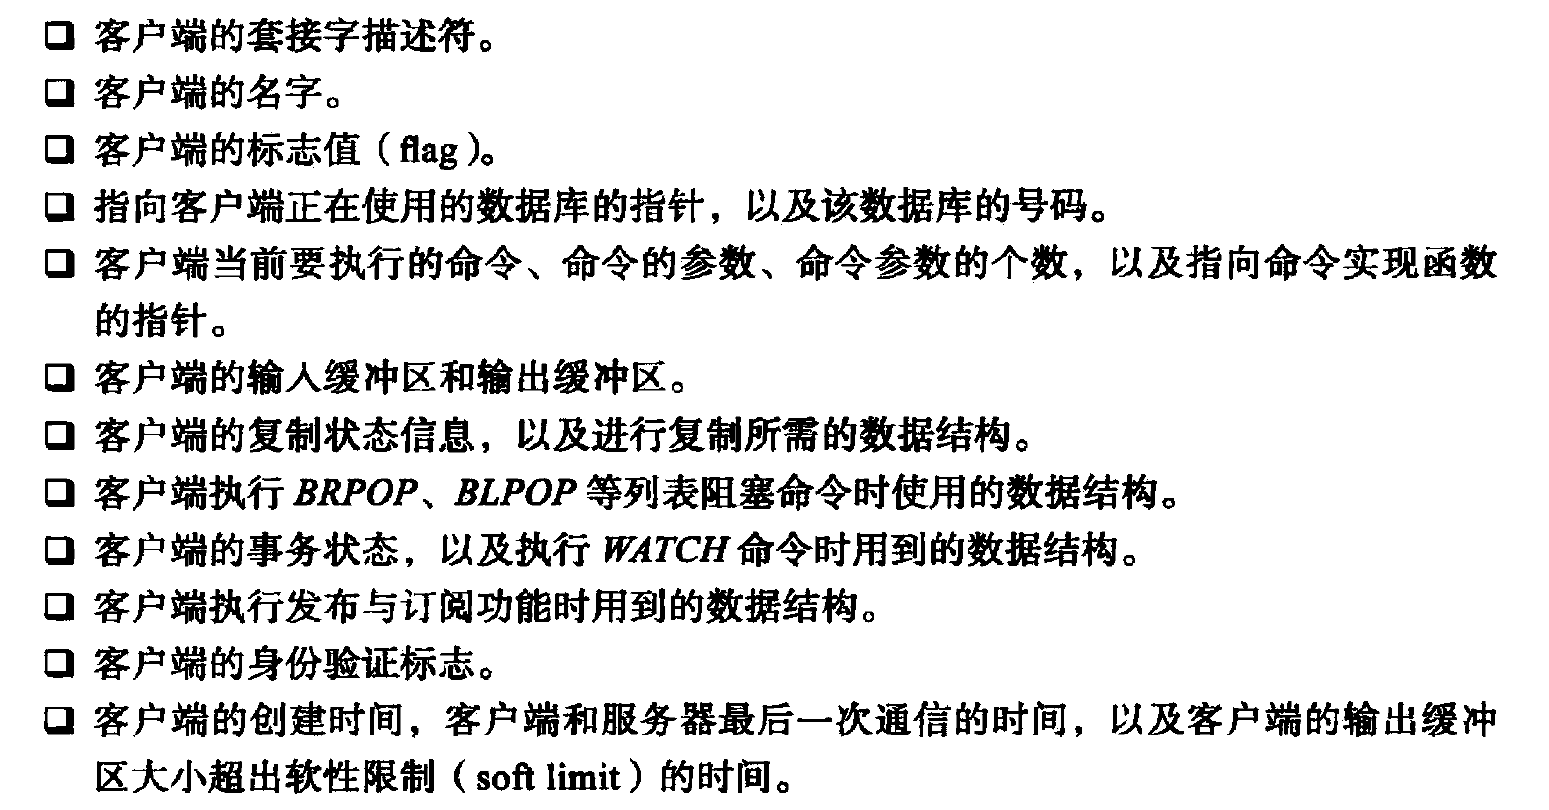 ❑ 客户端的套接字描述符。
❑ 客户端的名字。
❑ 客户端的标志值（flag）。
❑ 指向客户端正在使用的数据库的指针，以及该数据库的号码。
❑ 客户端当前要执行的命令、命令的参数、命令参数的个数，以及指向命令实现函数
的指针。
❑ 客户端的输入缓冲区和输出缓冲区。
❑ 客户端的复制状态信息，以及进行复制所需的数据结构。
❑ 客户端执行 BRPOP、BLPOP 等列表阻塞命令时使用的数据结构。
❑ 客户端的事务状态，以及执行 WATCH 命令时用到的数据结构。
❑ 客户端执行发布与订阅功能时用到的数据结构。
❑ 客户端的身份验证标志。
❑ 客户端的创建时间，客户端和服务器最后一次通信的时间，以及客户端的输出缓冲
区大小超出软性限制（soft limit）的时间。